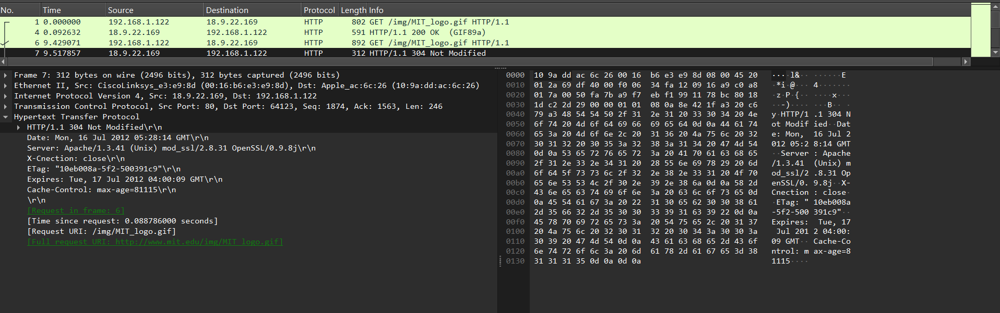 No. Time Source Destination Protocol Length Info
1 0.000000 192.168.1.122 18.9.22.169 HTTP 802 GET /img/MIT_logo.gif HTTP/1.1
4 0.092632 18.9.22.169 192.168.1.122 HTTP 591 HTTP/1.1 200 OK (GIF89a)
6 9.429071 192.168.1.122 18.9.22.169 HTTP 892 GET /img/MIT_logo.gif HTTP/1.1
7 9.517857 18.9.22.169 192.168.1.122 HTTP 312 HTTP/1.1 304 Not Modified
Frame 7: 312 bytes on wire (2496 bits), 312 bytes captured (2496 bits)
Ethernet II, Src: CiscoLinksys_e3:e9:8d (00:16:b6:e3:e9:8d), Dst: Apple_ac:6c:26 (10:9a:dd:ac:6c:26)
Internet Protocol Version 4, Src: 18.9.22.169, Dst: 192.168.1.122
Transmission Control Protocol, Src Port: 80, Dst Port: 64123, Seq: 1874, Ack: 1563, Len: 246
Hypertext Transfer Protocol
HTTP/1.1 304 Not Modified\r\n
Date: Mon, 16 Jul 2012 05:28:14 GMT\r\n
Server: Apache/1.3.41 (Unix) mod_ssl/2.8.31 OpenSSL/0.9.8j\r\n
X-Cnection: close\r\n
ETag: "10eb008a-5f2-500391c9"\r\n
Expires: Tue, 17 Jul 2012 04:00:09 GMT\r\n
Cache-Control: max-age=81115\r\n
\r\n
[Request in frame: 6]
[Time since request: 0.088786000 seconds]
[Request URI: /img/MIT_logo.gif]
[Full request URI: http://www.mit.edu/img/MIT_logo.gif]
0000 10 9a dd ac 6c 26 00 16 b6 e3 e9 8d 08 00 45 20 ····l&·· ······E
0010 01 2a 69 df 40 00 f0 06 34 fa 12 09 16 a9 c0 a8 ·*i·@··· 4·······
0020 01 7a 00 50 fa 7b a9 f7 eb f1 99 11 78 bc 80 18 ·z·P·{·· ····x···
0030 1d c2 2d 29 00 00 01 01 08 0a 8e 42 1f a3 20 c6 ··-)···· ···B·· ·
0040 79 a3 48 54 54 50 2f 31 2e 31 20 33 30 34 20 4e y·HTTP/1 .1 304 N
0050 6f 74 20 4d 6f 64 69 66 69 65 64 0d 0a 44 61 74 ot Modif ied··Dat
0060 65 3a 20 4d 6f 6e 2c 20 31 36 20 4a 75 6c 20 32 e: Mon,  16 Jul 2
0070 30 31 32 20 30 35 3a 32 38 3a 31 34 20 47 4d 54 012 05:2 8:14 GMT
0080 0d 0a 53 65 72 76 65 72 3a 20 41 70 61 63 68 65 ··Server : Apache
0090 2f 31 2e 33 2e 34 31 20 28 55 6e 69 78 29 20 6d /1.3.41  (Unix) m
00a0 6f 64 5f 73 73 6c 2f 32 2e 38 2e 33 31 20 4f 70 od_ssl/2 .8.31 Op
00b0 65 6e 53 53 4c 2f 30 2e 39 2e 38 6a 0d 0a 58 2d enSSL/0. 9.8j··X-
00c0 43 6e 65 63 74 69 6f 6e 3a 20 63 6c 6f 73 65 0d Cnection : close·
00d0 0a 45 54 61 67 3a 20 22 31 30 65 62 30 30 38 61 ·ETag: " 10eb008a
00e0 2d 35 66 32 2d 35 30 30 33 39 31 63 39 22 0d 0a -5f2-500 391c9"··
00f0 45 78 70 69 72 65 73 3a 20 54 75 65 2c 20 31 37 Expires:  Tue, 17
0100 20 4a 75 6c 20 32 30 31 32 20 30 34 3a 30 30 3a  Jul 201 2 04:00:
0110 30 39 20 47 4d 54 0d 0a 43 61 63 68 65 2d 43 6f 09 GMT·· Cache-Co
0120 6e 74 72 6f 6c 3a 20 6d 61 78 2d 61 67 65 3d 38 ntrol: m ax-age=8
0130 31 31 31 35 0d 0a 0d 0a 1115····